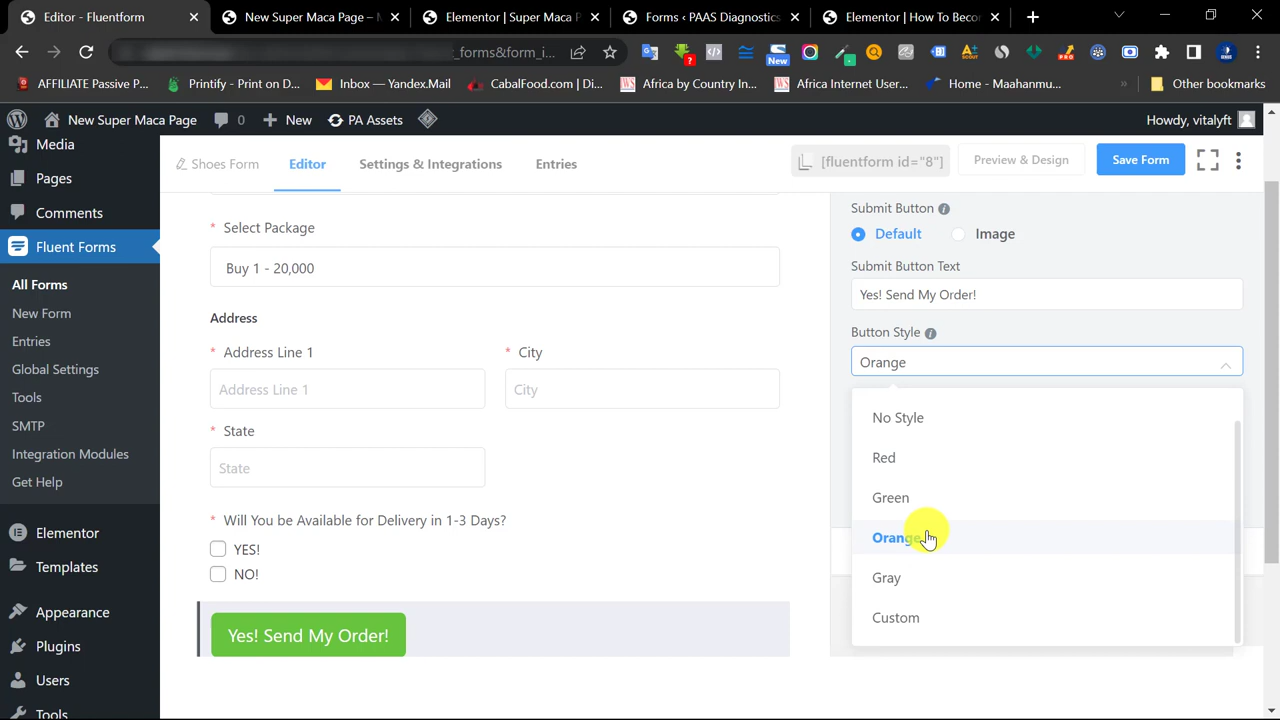 Editor - Fluentform
New Super Maca Page –
Elementor | Super Maca P
Forms ‹ PAAS Diagnostics
Elementor | How To Becor
_forms&form_i...
New
PRO
AFFILIATE Passive P...
Printify - Print on D...
Inbox — Yandex.Mail
CabalFood.com | Di...
Africa by Country In...
Africa Internet User...
Home - Maahanmu...
»
Other bookmarks
New Super Maca Page
0
New
PA Assets
Howdy, vitalyft
Media
Pages
Comments
Fluent Forms
All Forms
New Form
Entries
Global Settings
Tools
SMTP
Integration Modules
Get Help
Elementor
Templates
Appearance
Plugins
Users
Tools
Shoes Form
Editor
Settings & Integrations
Entries
[fluentform id="8"]
Preview & Design
Save Form
* Select Package
Buy 1 - 20,000
Address
* Address Line 1
* City
Address Line 1
City
* State
State
* Will You be Available for Delivery in 1-3 Days?
YES!
NO!
Yes! Send My Order!
Submit Button
Default
Image
Submit Button Text
Yes! Send My Order!
Button Style
Orange
No Style
Red
Green
Orange
Gray
Custom